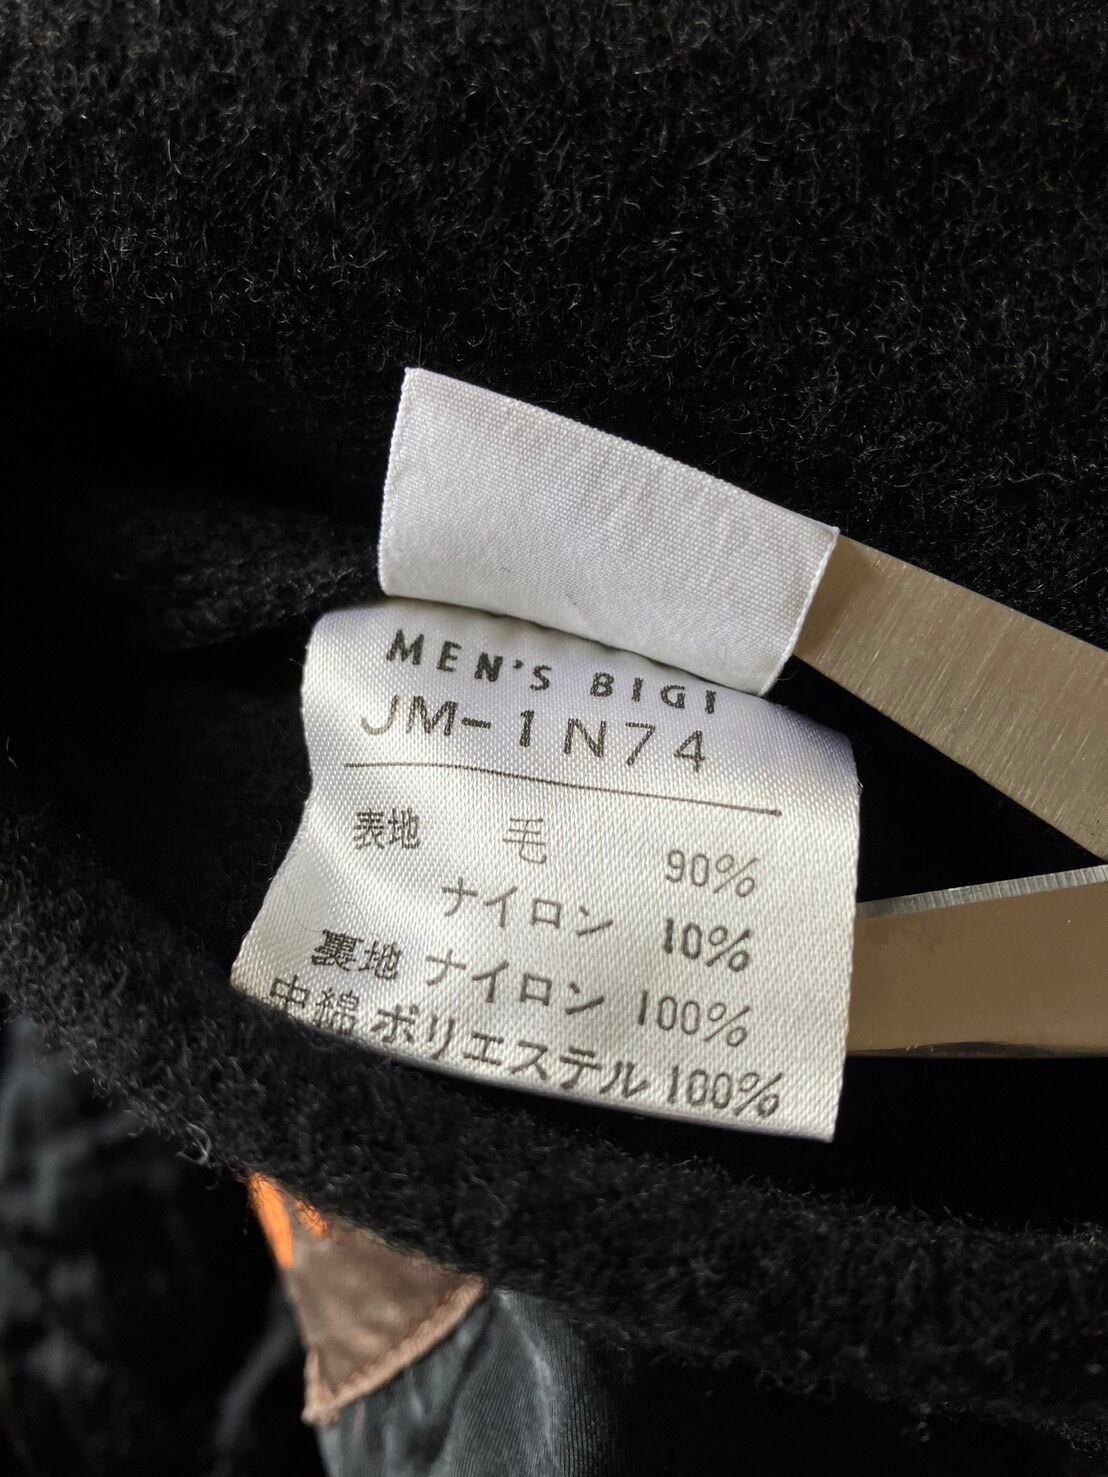 MEN'S BIGI
JM-1N74
表地 毛 90%
ナイロン 10%
裏地 ナイロン 100%
中綿 ポリエステル 100%